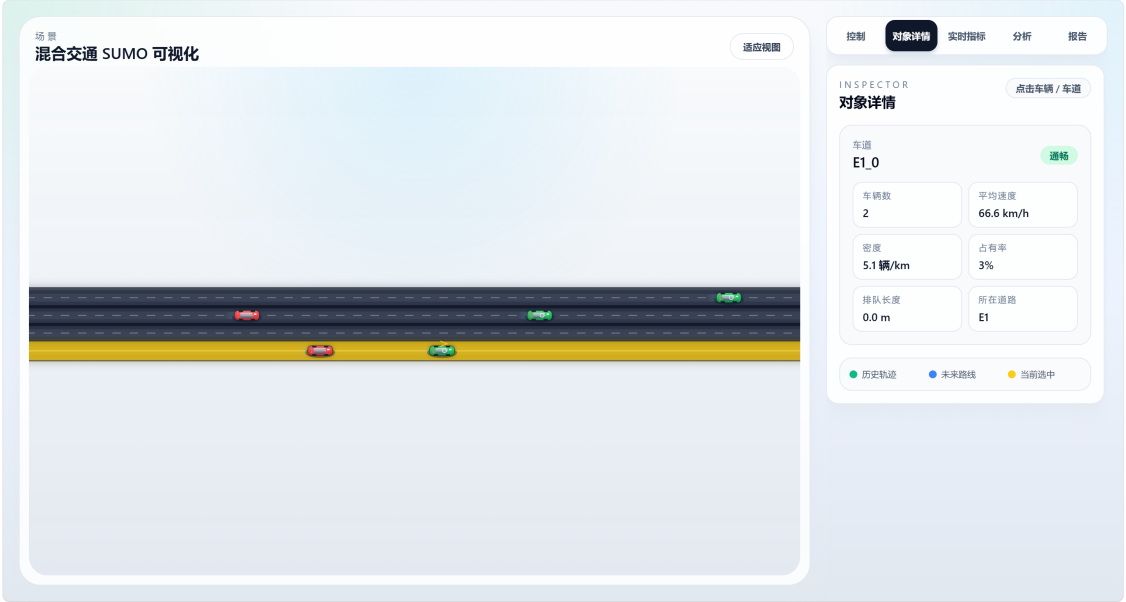 场景
混合交通 SUMO 可视化
适应视图
控制
对象详情
实时指标
分析
报告
INSPECTOR
对象详情
点击车辆 / 车道
车道
E1_0
通畅
车辆数
2
平均速度
66.6 km/h
密度
5.1 辆/km
占有率
3%
排队长度
0.0 m
所在道路
E1
历史轨迹
未来路线
当前选中